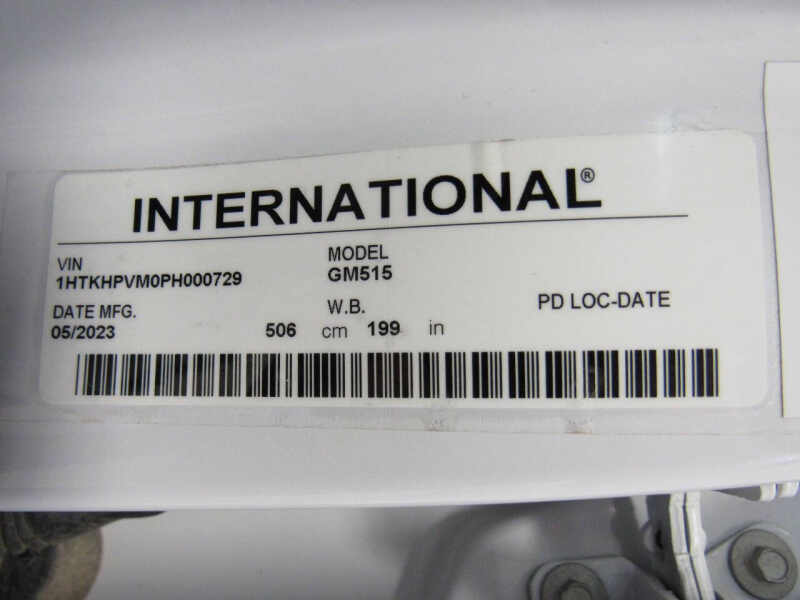 INTERNATIONAL®
VIN
1HTKHPVM0PH000729
MODEL
GM515
DATE MFG.
05/2023
W.B.
506 cm 199 in
PD LOC-DATE